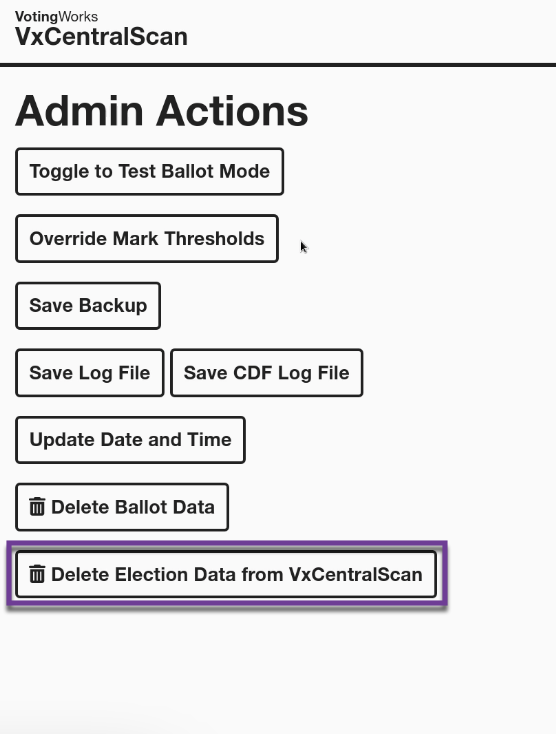 VotingWorks
VxCentralScan
Admin Actions
Toggle to Test Ballot Mode
Override Mark Thresholds
Save Backup
Save Log File Save CDF Log File
Update Date and Time
Delete Ballot Data
Delete Election Data from VxCentralScan